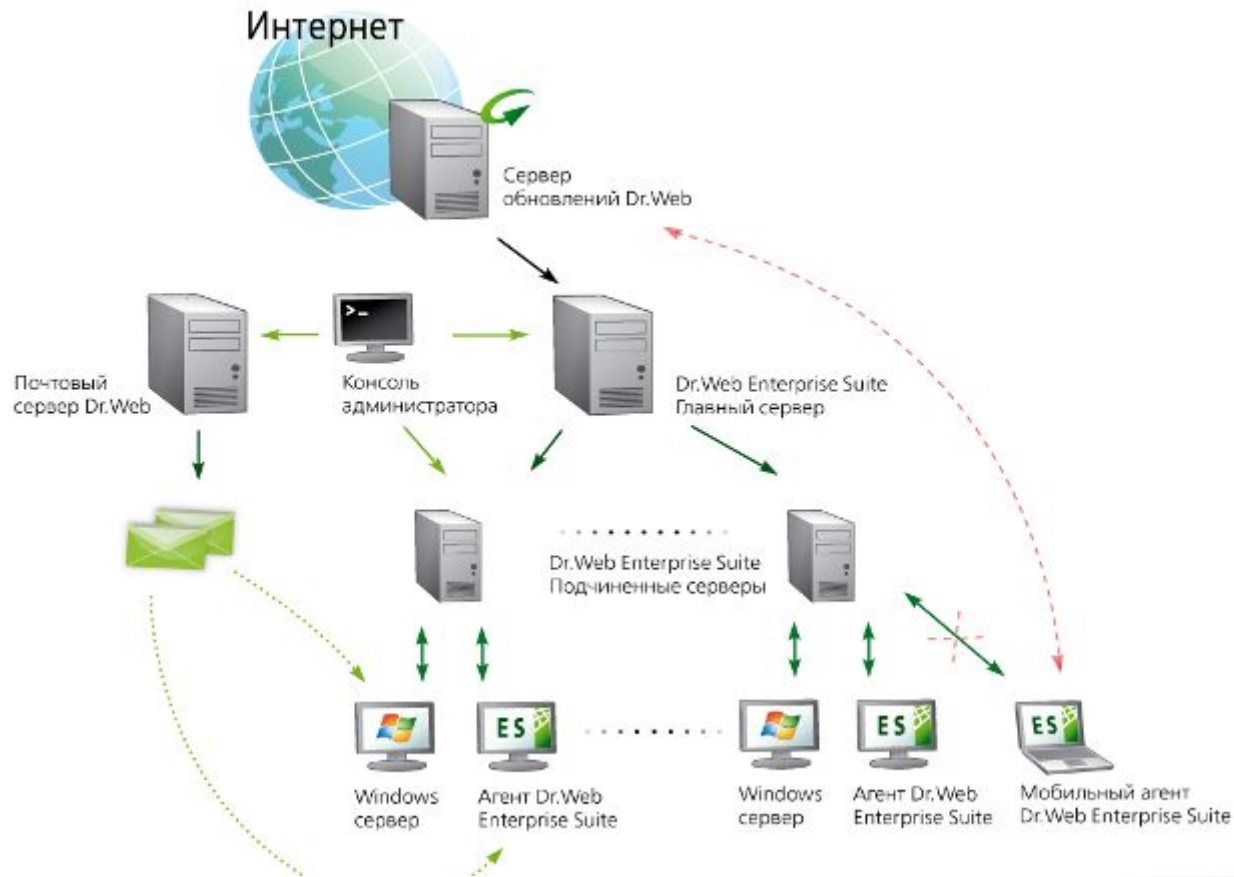 Интернет
Сервер
обновлений Dr.Web
>_
Почтовый
сервер Dr.Web
Консоль
администратора
Dr.Web Enterprise Suite
Главный сервер
Dr.Web Enterprise Suite
Подчиненные серверы
ES
ES
ES
Windows
сервер
Агент Dr.Web
Enterprise Suite
Windows
сервер
Агент Dr.Web
Enterprise Suite
Мобильный агент
Dr.Web Enterprise Suite